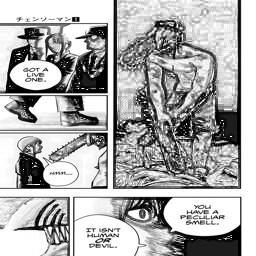 チェンソーマン 1
GOT A
LIVE
ONE.
HMM...
YOU
HAVE A
PECULIAR
SMELL.
IT ISN'T
HUMAN
OR
DEVIL.